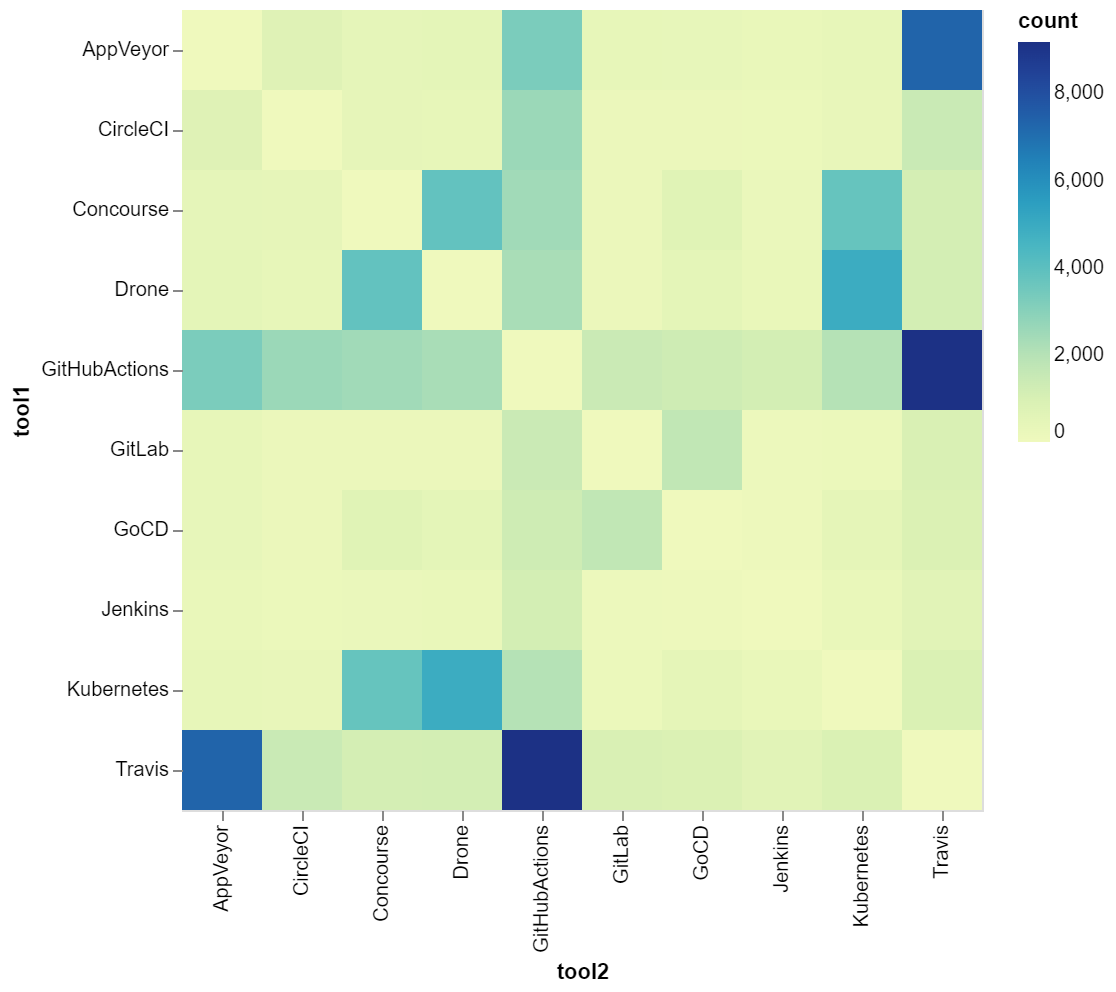 count
AppVeyor
CircleCI
Concourse
Drone
GitHubActions
GitLab
GoCD
Jenkins
Kubernetes
Travis
tool1
8,000
6,000
4,000
2,000
0
AppVeyor
CircleCI
Concourse
Drone
GitHubActions
GitLab
GoCD
Jenkins
Kubernetes
Travis
tool2